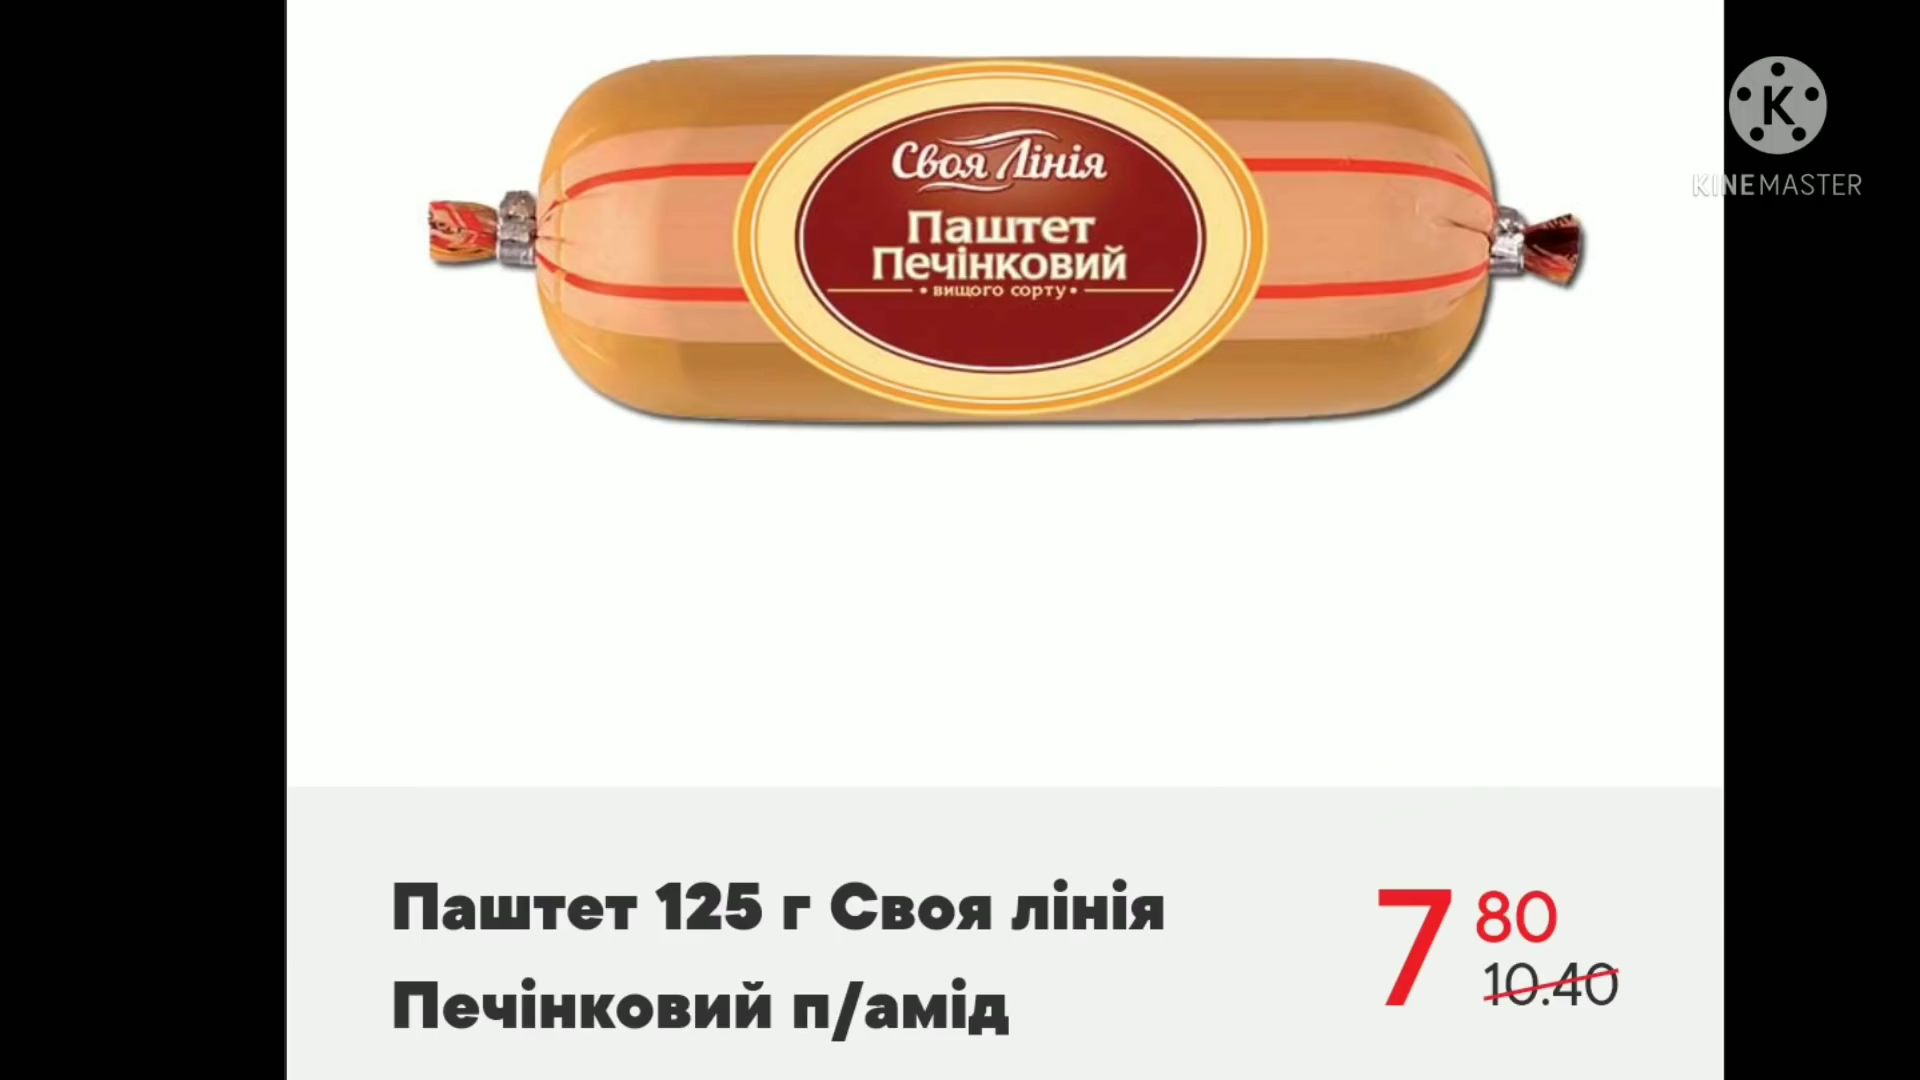 Своя Лінія
Паштет
Печінковий
• вищого сорту •
K
KINEMASTER
Паштет 125 г Своя лінія
Печінковий п/амід
7 80
10.40